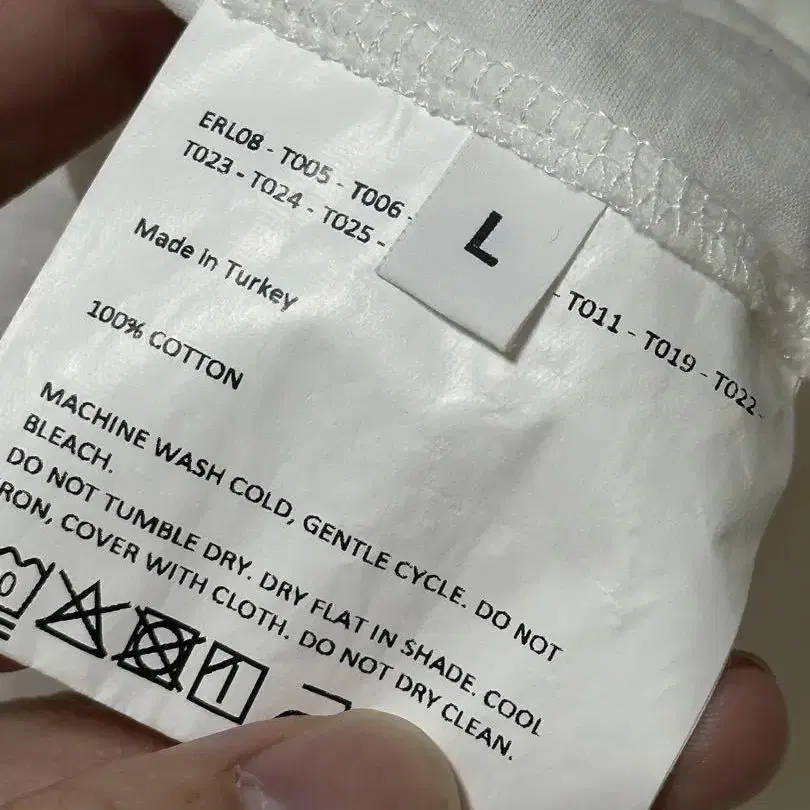 ERL08 - T005 - T006 - - T011 - T019 - T022-
T023 - T024 - T025 -
L
Made in Turkey
100% COTTON
MACHINE WASH COLD, GENTLE CYCLE. DO NOT
BLEACH.
DO NOT TUMBLE DRY. DRY FLAT IN SHADE. COOL
IRON, COVER WITH CLOTH. DO NOT DRY CLEAN.